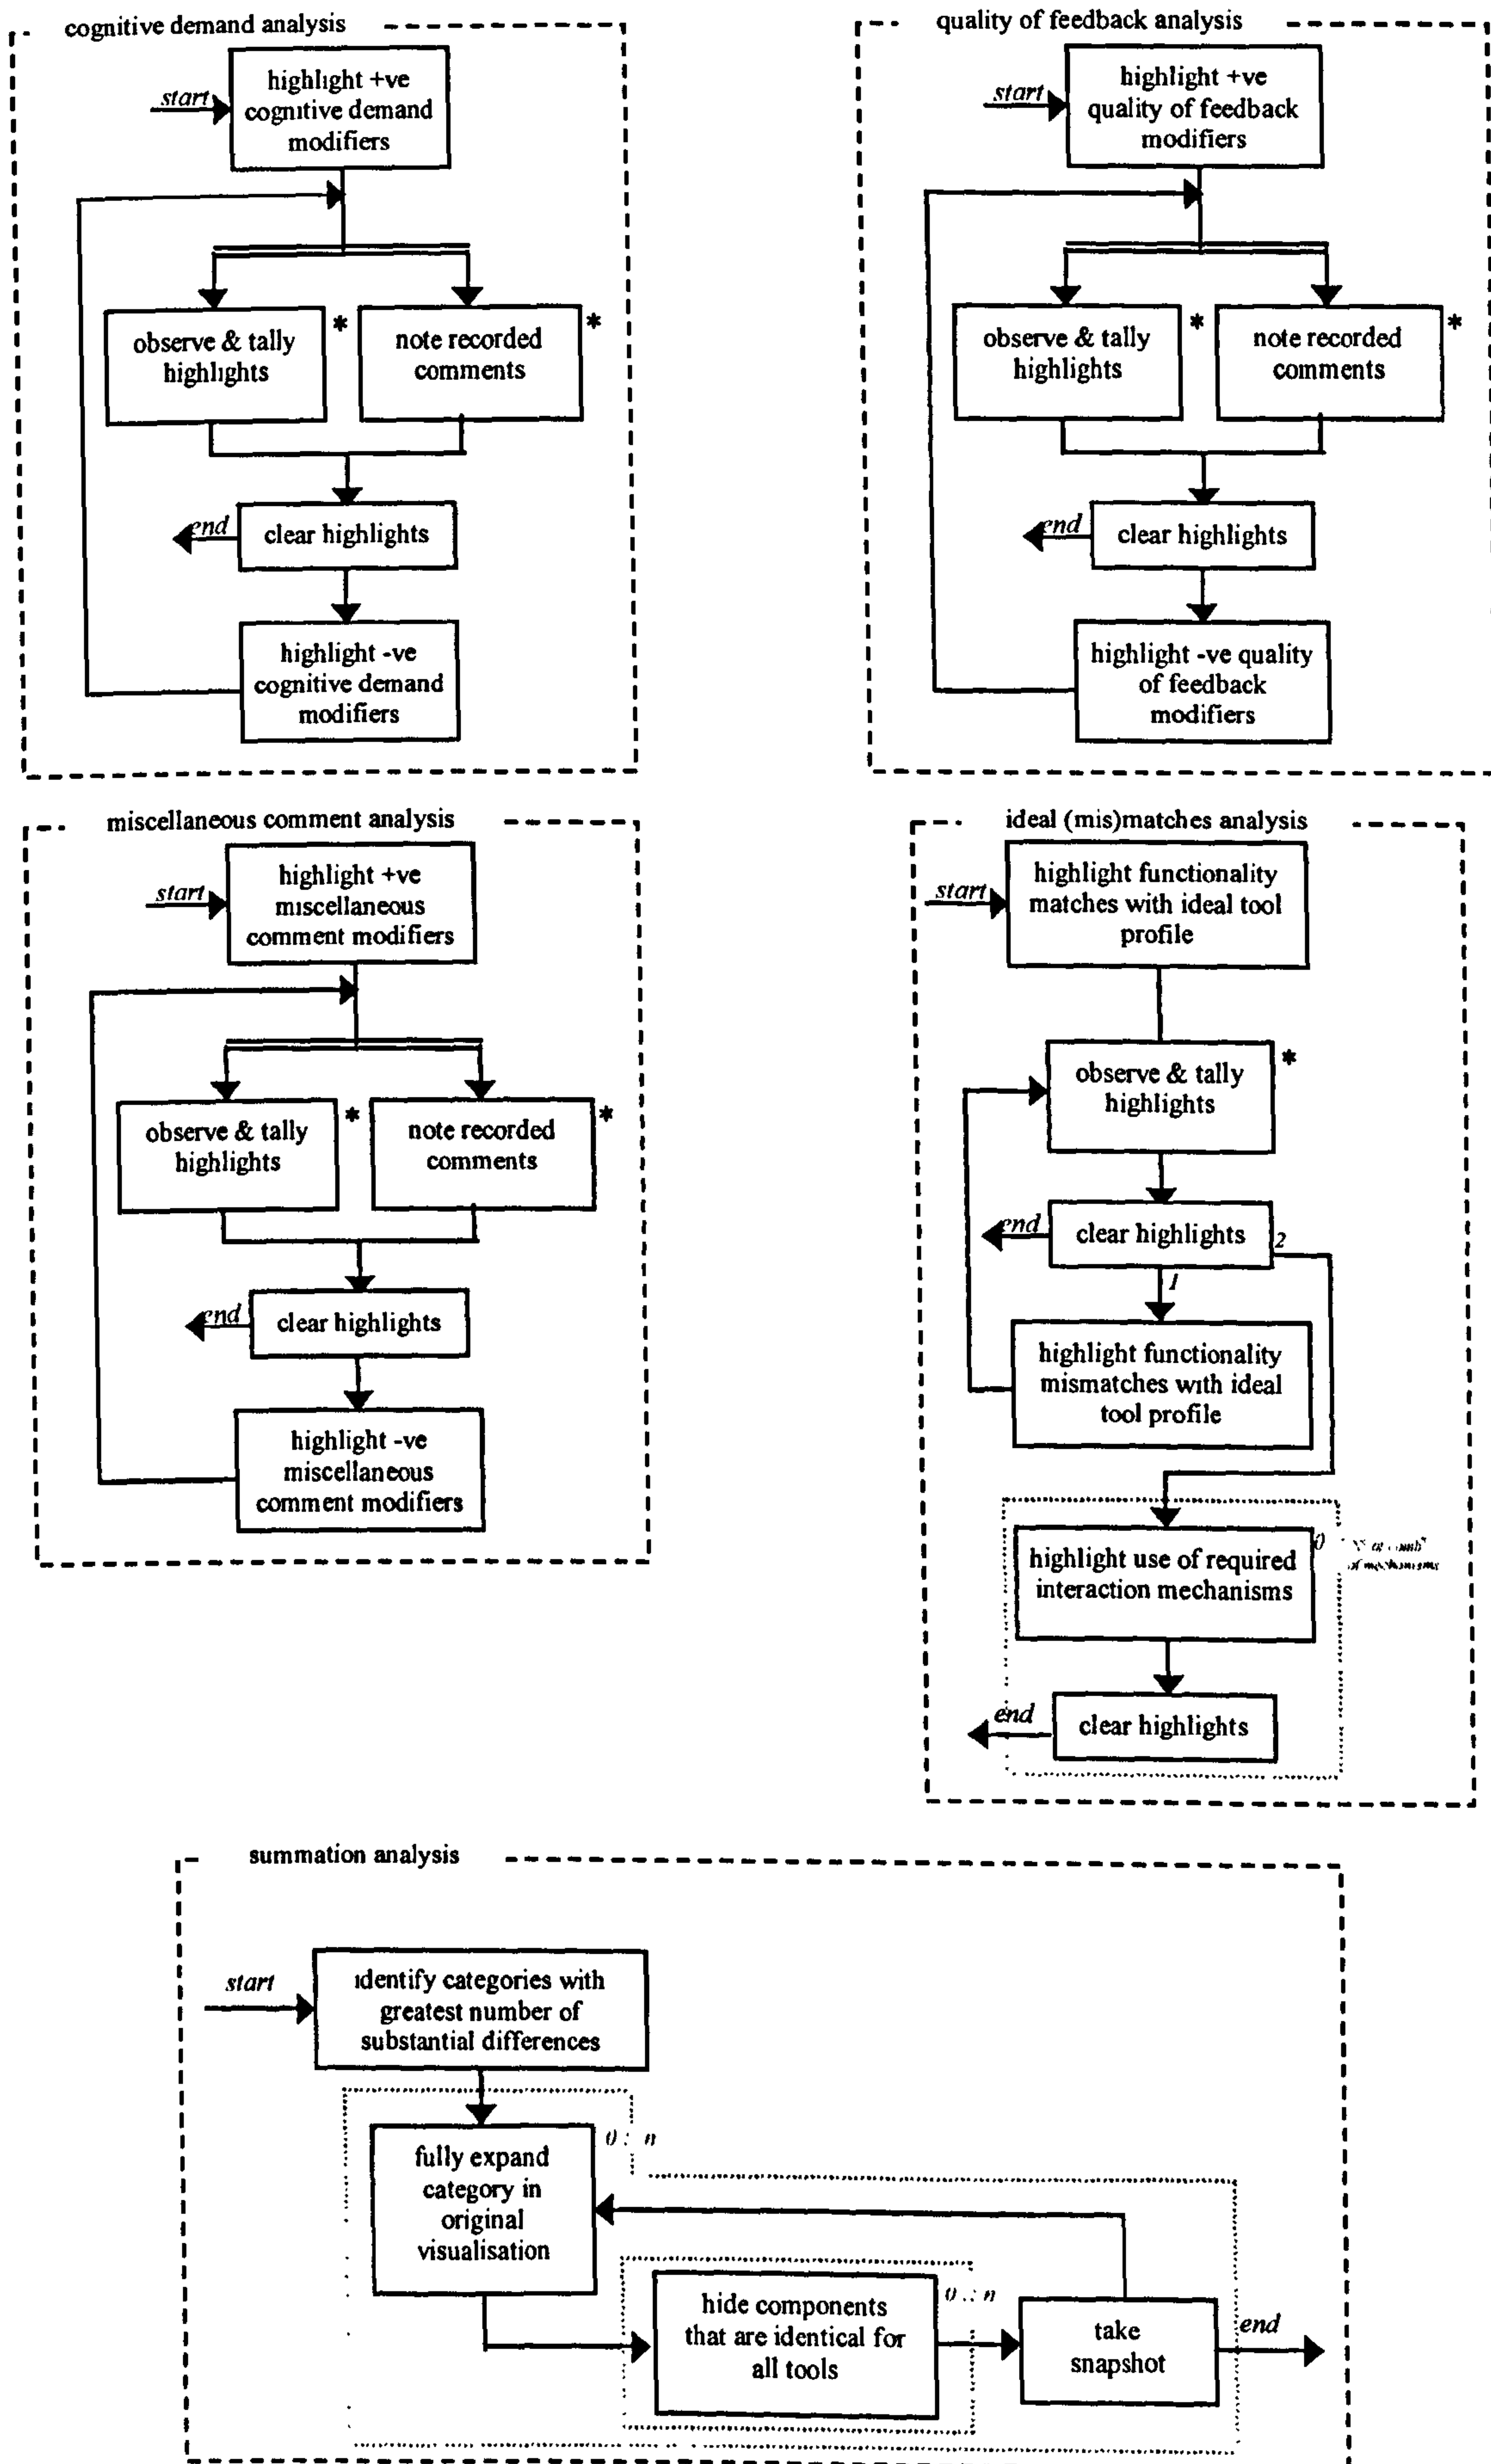 cognitive demand analysis
start
highlight +ve
cognitive demand
modifiers
observe & tally
highlights
*
note recorded
comments
*
end
clear highlights
highlight -ve
cognitive demand
modifiers
quality of feedback analysis
start
highlight +ve
quality of feedback
modifiers
observe & tally
highlights
*
note recorded
comments
*
end
clear highlights
highlight -ve quality
of feedback
modifiers
miscellaneous comment analysis
start
highlight +ve
miscellaneous
comment modifiers
observe & tally
highlights
*
note recorded
comments
*
end
clear highlights
highlight -ve
miscellaneous
comment modifiers
ideal (mis)matches analysis
start
highlight functionality
matches with ideal tool
profile
observe & tally
highlights
*
end
clear highlights
2
1
highlight functionality
mismatches with ideal
tool profile
highlight use of required
interaction mechanisms
0
of mechanisms
end
clear highlights
summation analysis
start
identify categories with
greatest number of
substantial differences
fully expand
category in
original
visualisation
0 : n
hide components
that are identical for
all tools
0 .: n
take
snapshot
end